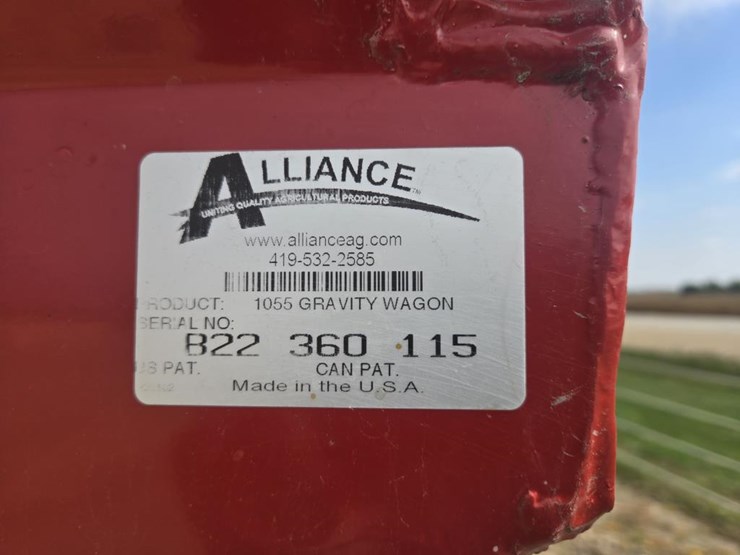 ALLIANCE
UNITING QUALITY AGRICULTURAL PRODUCTS
www.allianceag.com
419-532-2585
PRODUCT: 1055 GRAVITY WAGON
SERIAL NO:
B22 360 115
US PAT. CAN PAT.
Made in the U.S.A.